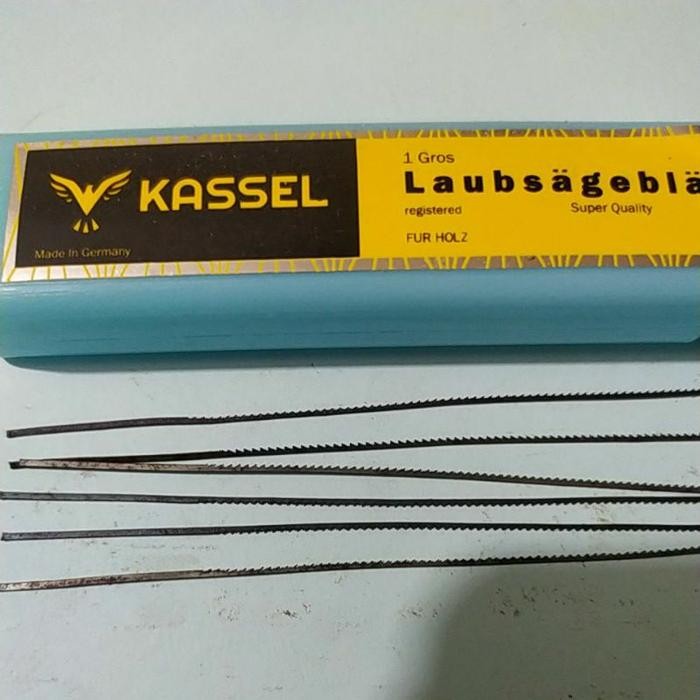 KASSEL
Made In Germany
1 Gros
Laubsägeblä
registered
Super Quality
FUR HOLZ